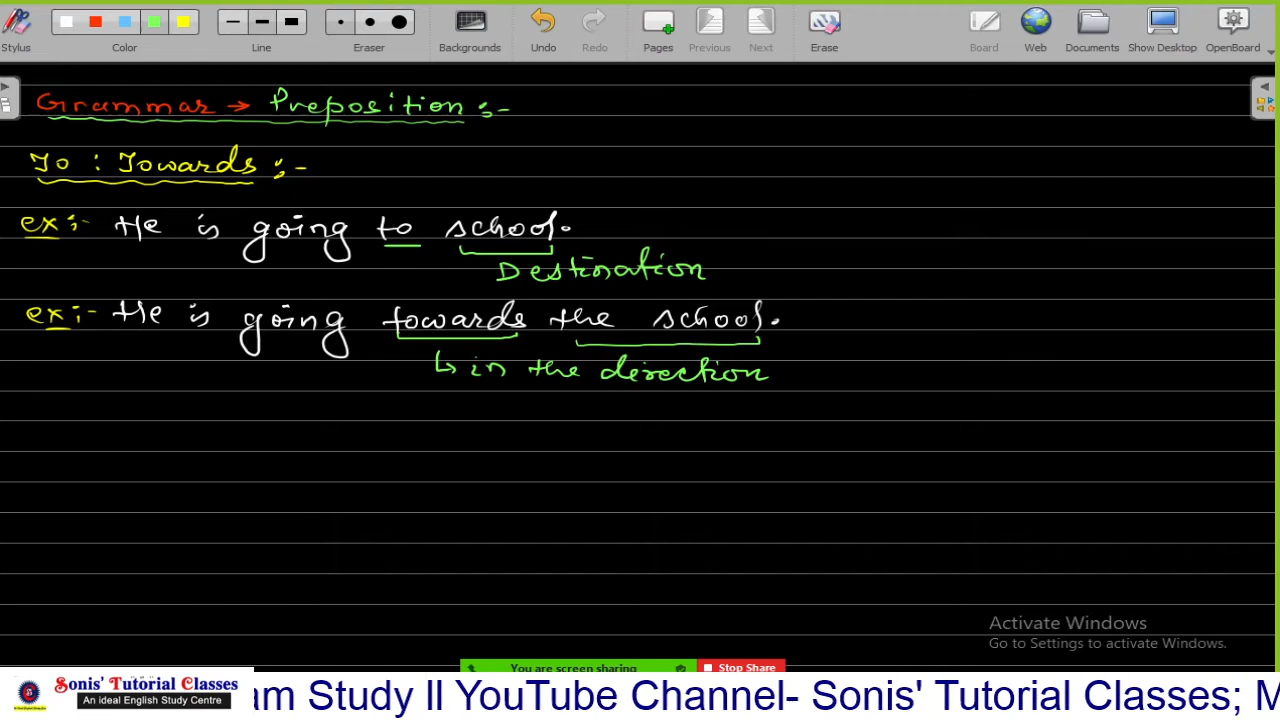 Stylus Color Line Eraser Backgrounds Undo Redo Pages Previous Next Erase Board Web Documents Show Desktop OpenBoard
Grammar → Preposition :-
To : Towards :-
ex :- He is going to school.
Destination
ex :- He is going towards the school.
↳ in the direction
Activate Windows
Go to Settings to activate Windows.
You are screen sharing Stop Share
Sonis' Tutorial Classes
An ideal English Study Centre
am Study II YouTube Channel- Sonis' Tutorial Classes; M